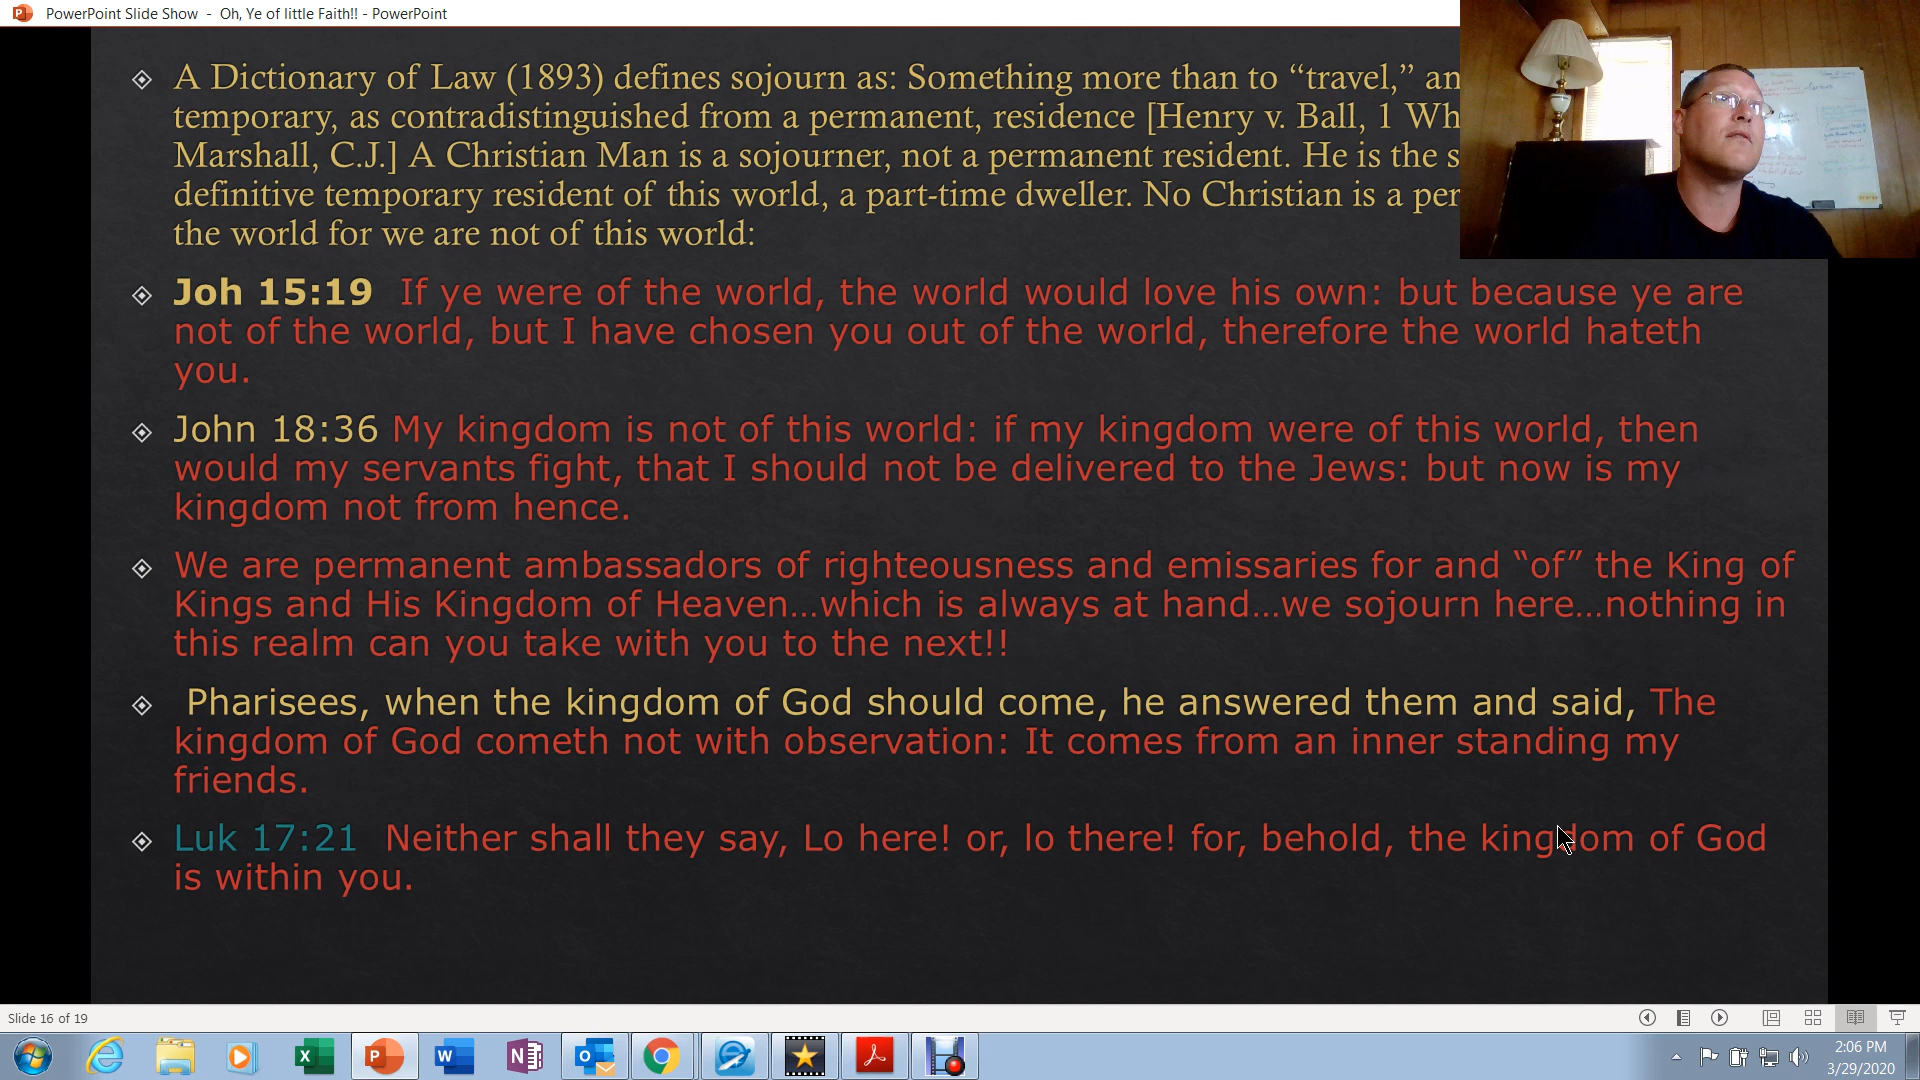 PowerPoint Slide Show - Oh, Ye of little Faith!! - PowerPoint
A Dictionary of Law (1893) defines sojourn as: Something more than to “travel,” an
temporary, as contradistinguished from a permanent, residence [Henry v. Ball, 1 Wh
Marshall, C.J.] A Christian Man is a sojourner, not a permanent resident. He is the s
definitive temporary resident of this world, a part-time dweller. No Christian is a per
the world for we are not of this world:
Joh 15:19 If ye were of the world, the world would love his own: but because ye are
not of the world, but I have chosen you out of the world, therefore the world hateth
you.
John 18:36 My kingdom is not of this world: if my kingdom were of this world, then
would my servants fight, that I should not be delivered to the Jews: but now is my
kingdom not from hence.
We are permanent ambassadors of righteousness and emissaries for and “of” the King of
Kings and His Kingdom of Heaven…which is always at hand…we sojourn here…nothing in
this realm can you take with you to the next!!
Pharisees, when the kingdom of God should come, he answered them and said, The
kingdom of God cometh not with observation: It comes from an inner standing my
friends.
Luk 17:21 Neither shall they say, Lo here! or, lo there! for, behold, the kingdom of God
is within you.
Slide 16 of 19
2:06 PM
3/29/2020